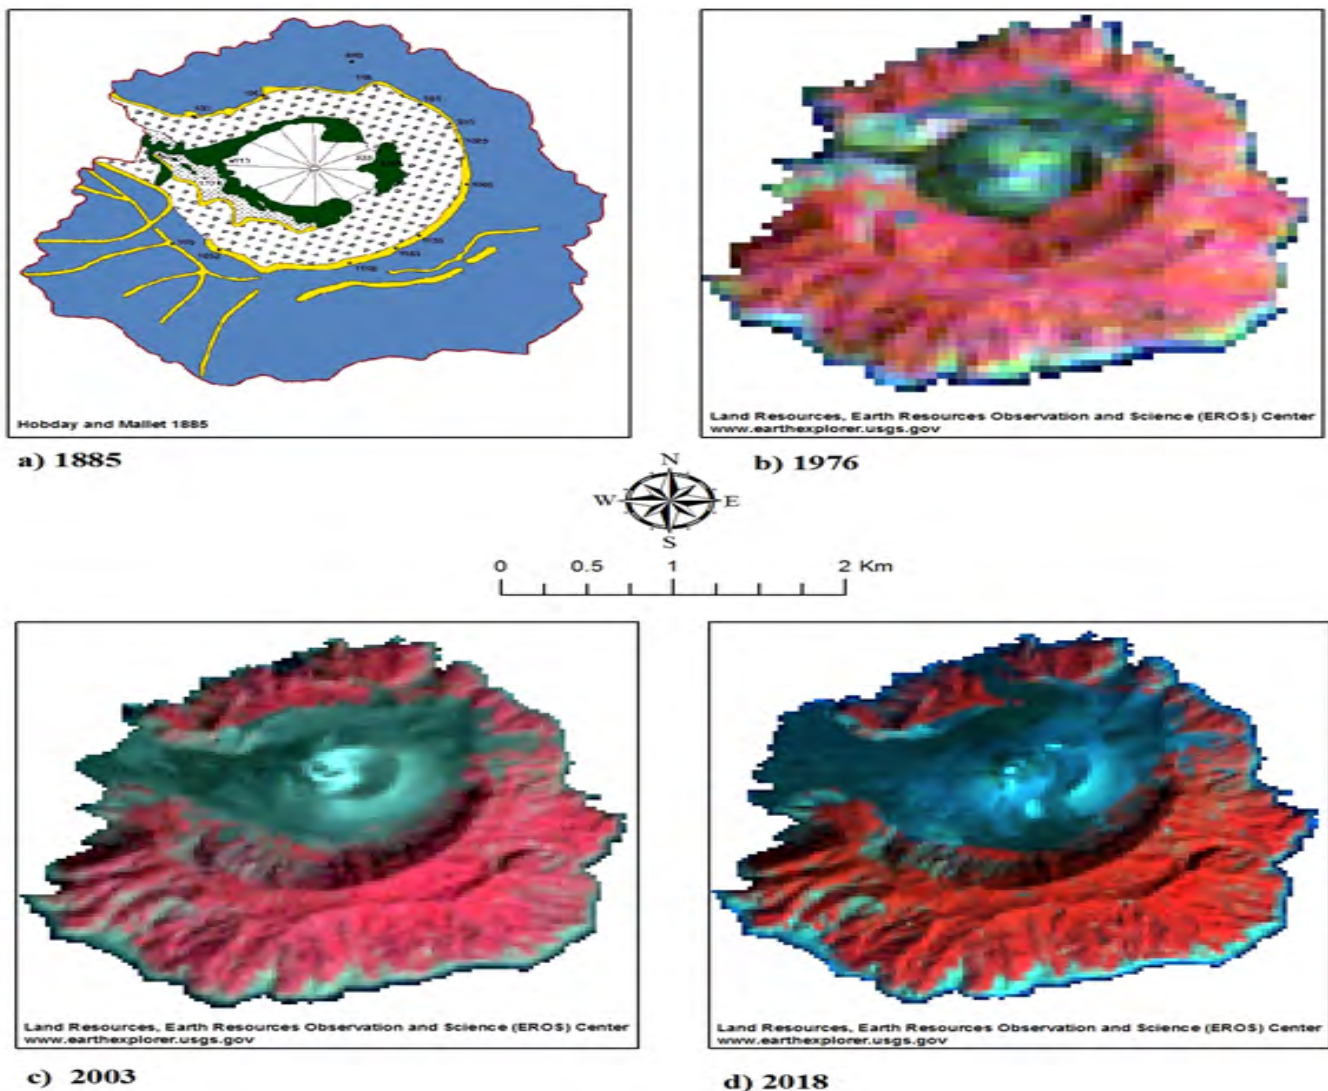 Hobday and Mallet 1885
a) 1885
Land Resources, Earth Resources Observation and Science (EROS) Center
www.earthexplorer.usgs.gov
b) 1976
N
W
E
S
0 0.5 1 2 Km
Land Resources, Earth Resources Observation and Science (EROS) Center
www.earthexplorer.usgs.gov
c) 2003
Land Resources, Earth Resources Observation and Science (EROS) Center
www.earthexplorer.usgs.gov
d) 2018